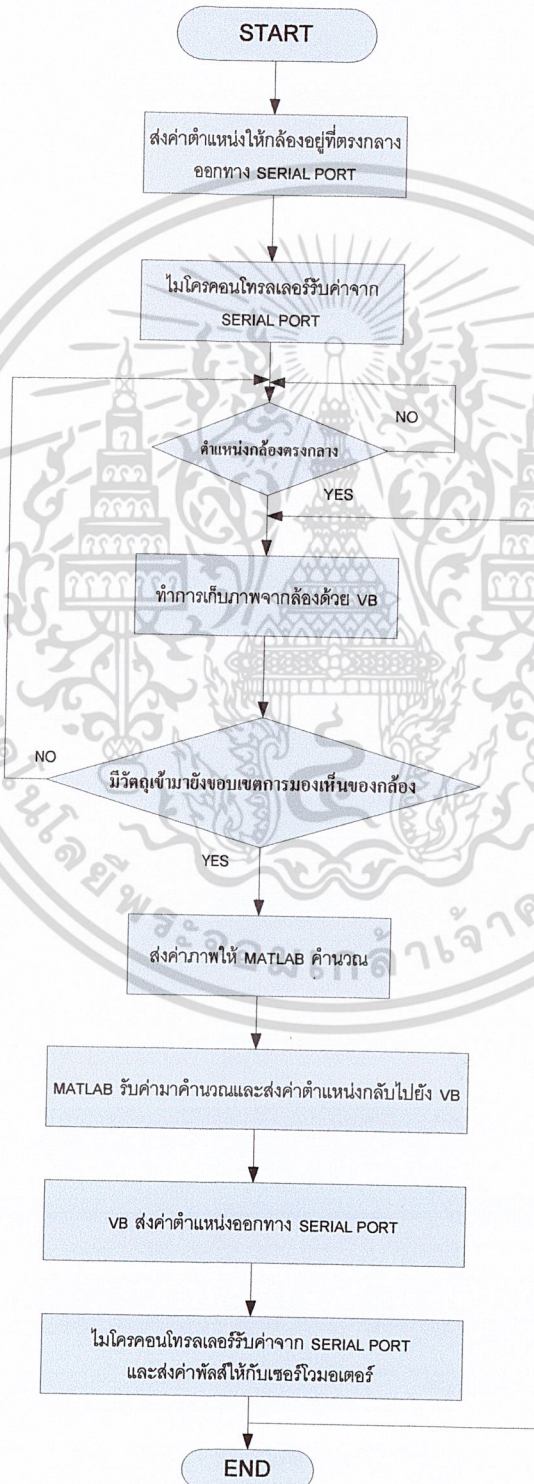 START
ส่งค่าตำแหน่งให้กล้องอยู่ที่ตรงกลาง
ออกทาง SERIAL PORT
ไมโครคอนโทรลเลอร์รับค่าจาก
SERIAL PORT
NO
ตำแหน่งกล้องตรงกลาง
YES
ทำการเก็บภาพจากล้องด้วย VB
NO
มีวัตถุเข้ามายังขอบเขตการมองเห็นของกล้อง
YES
ส่งค่าภาพให้ MATLAB คำนวณ
MATLAB รับค่ามาคำนวณและส่งค่าตำแหน่งกลับไปยัง VB
VB ส่งค่าตำแหน่งออกทาง SERIAL PORT
ไมโครคอนโทรลเลอร์รับค่าจาก SERIAL PORT
และส่งค่าพัลส์ให้กับเซอร์โวมอเตอร์
END